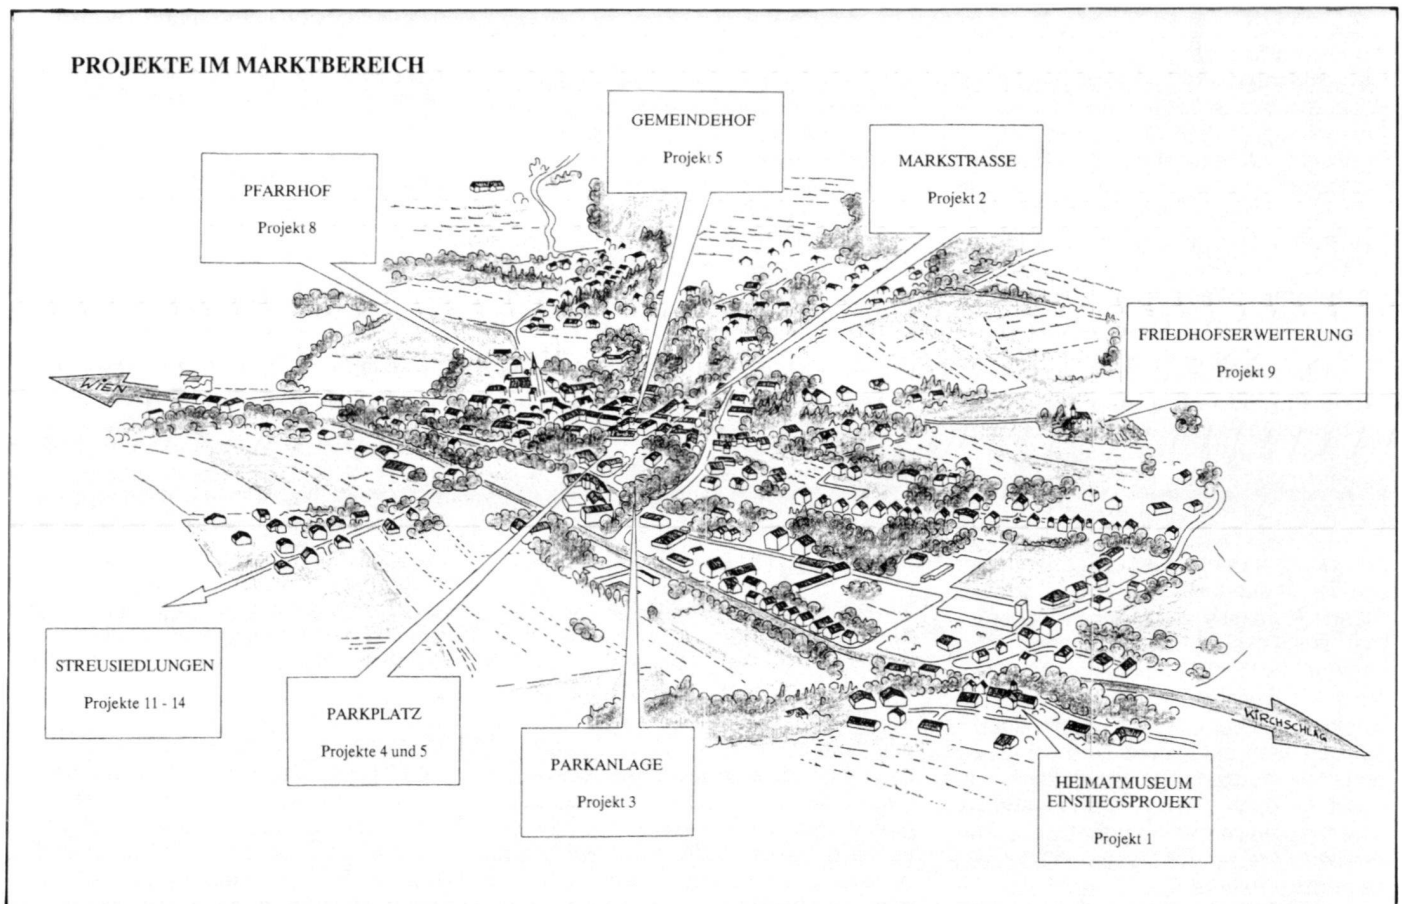 PROJEKTE IM MARKTBEREICH
GEMEINDEHOF
Projekt 5
MARKSTRASSE
Projekt 2
PFARRHOF
Projekt 8
FRIEDHOFSERWEITERUNG
Projekt 9
WIEN
STREUSIEDLUNGEN
Projekte 11 - 14
PARKPLATZ
Projekte 4 und 5
PARKANLAGE
Projekt 3
KIRCHSCHLAG
HEIMATMUSEUM
EINSTIEGSPROJEKT
Projekt 1